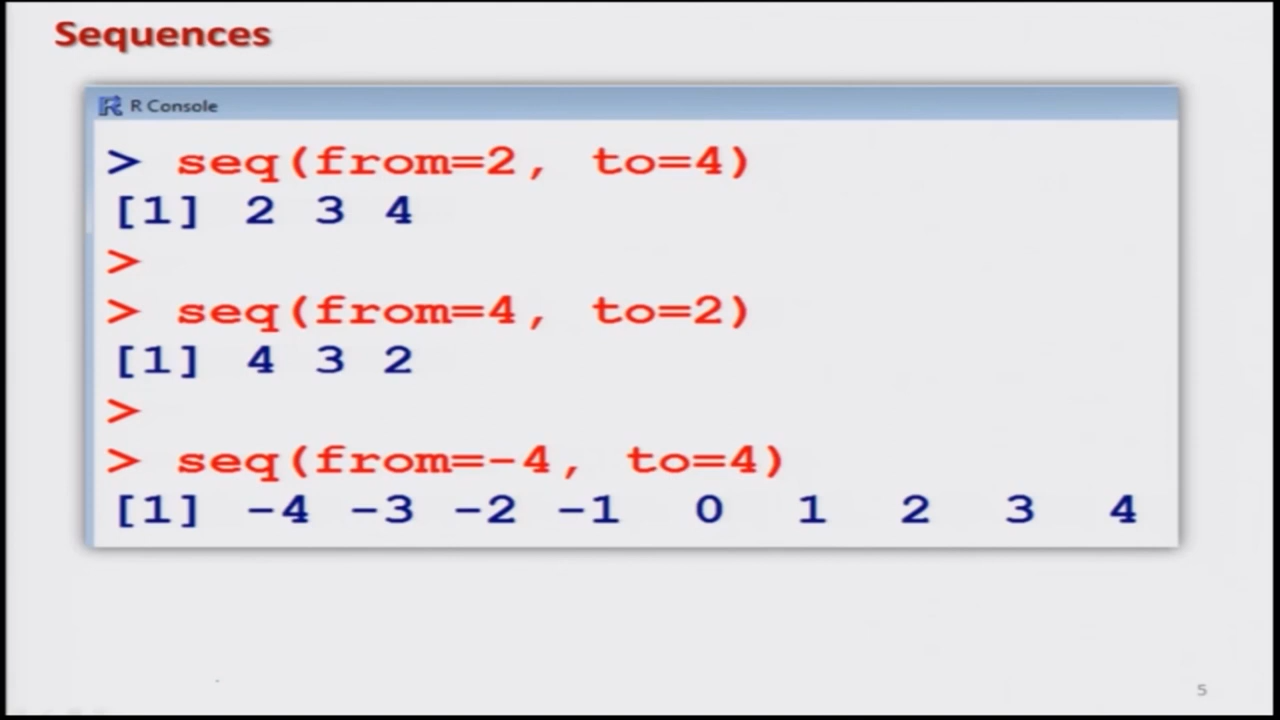 Sequences
R Console
> seq(from=2, to=4)
[1] 2 3 4
>
> seq(from=4, to=2)
[1] 4 3 2
>
> seq(from=-4, to=4)
[1] -4 -3 -2 -1 0 1 2 3 4
5